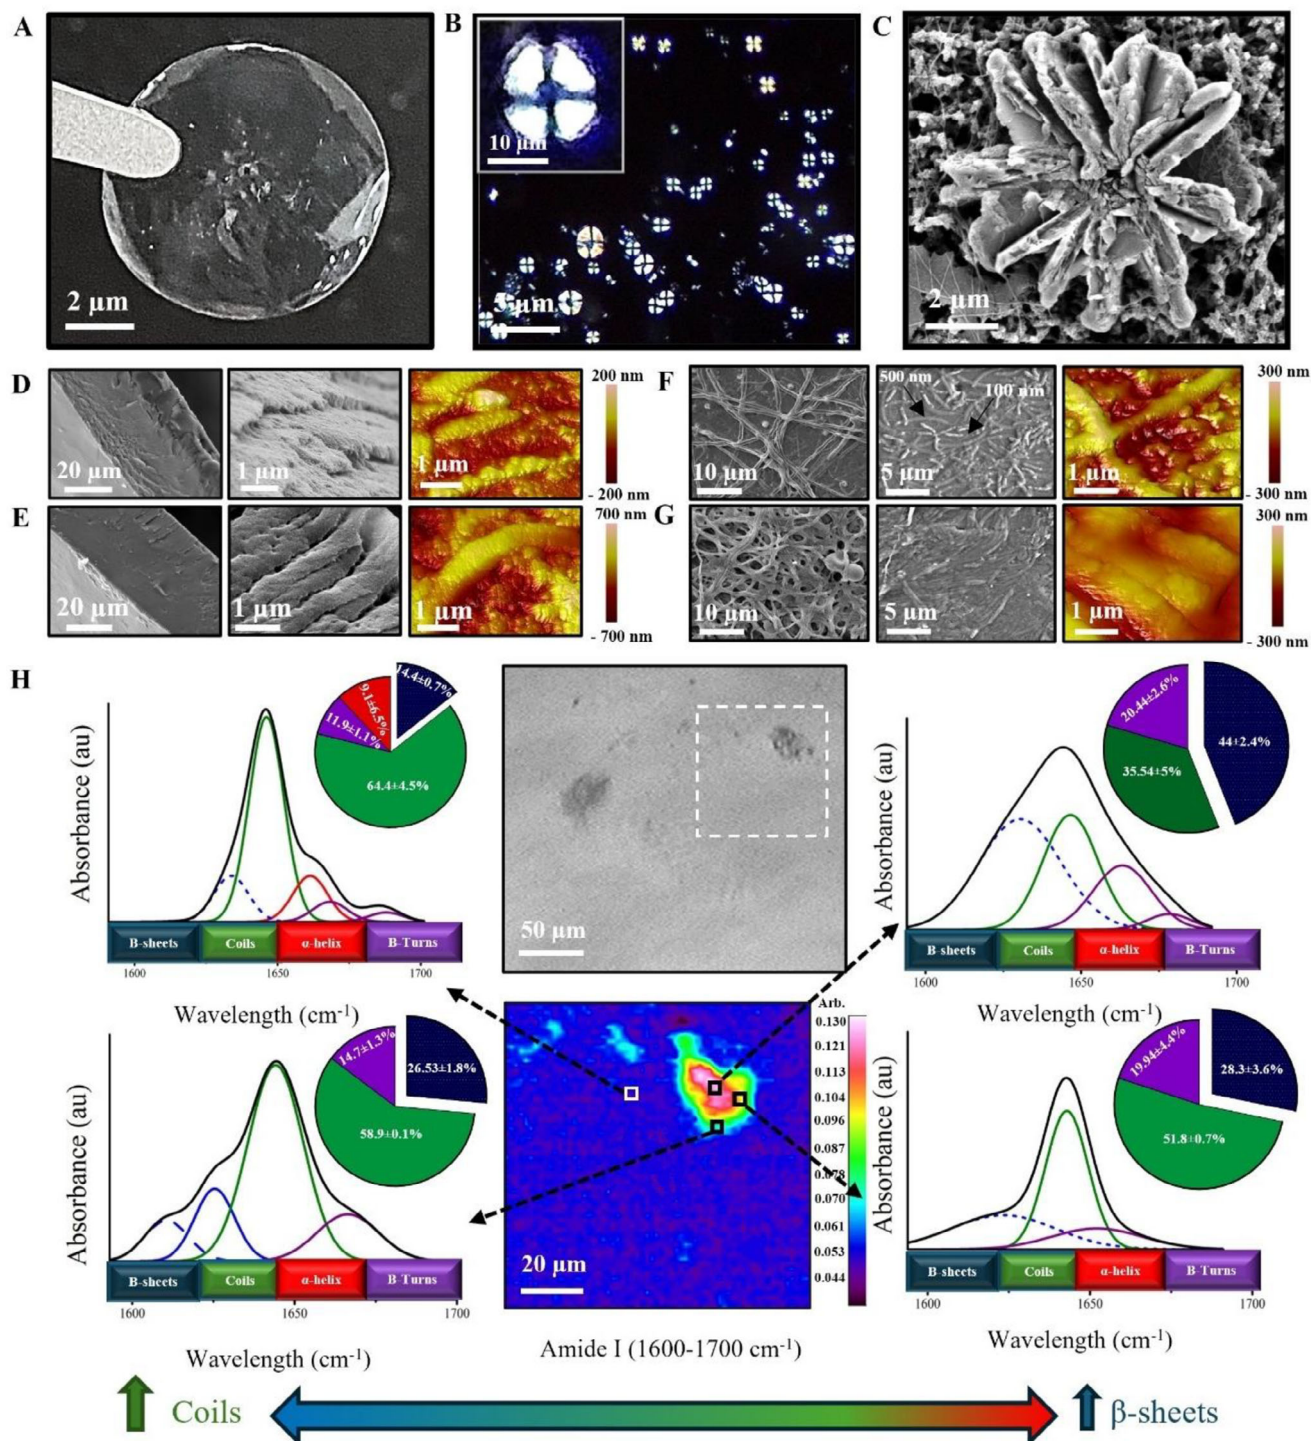 A
2 µm
B
10 µm
5 µm
C
2 µm
D
20 µm
1 µm
1 µm
200 nm
- 200 nm
E
20 µm
1 µm
1 µm
700 nm
- 700 nm
F
10 µm
500 nm
100 nm
5 µm
1 µm
300 nm
- 300 nm
G
10 µm
5 µm
1 µm
300 nm
- 300 nm
H
Absorbance (au)
14.4±0.7%
9.1±6.5%
11.9±1.1%
64.4±4.5%
B-sheets Coils α-helix B-Turns
1600 1650 1700
Wavelength (cm-1)
50 µm
Absorbance (au)
20.44±2.6%
44±2.4%
35.54±5%
B-sheets Coils α-helix B-Turns
1600 1650 1700
Wavelength (cm-1)
Absorbance (au)
14.7±1.3%
26.53±1.8%
58.9±0.1%
B-sheets Coils α-helix B-Turns
1600 1650 1700
Wavelength (cm-1)
20 µm
Arb.
0.130
0.121
0.113
0.104
0.096
0.087
0.078
0.070
0.061
0.053
0.044
Amide I (1600-1700 cm-1)
Absorbance (au)
19.94±4.4%
28.3±3.6%
51.8±0.7%
B-sheets Coils α-helix B-Turns
1600 1650 1700
Wavelength (cm-1)
Coils
β-sheets